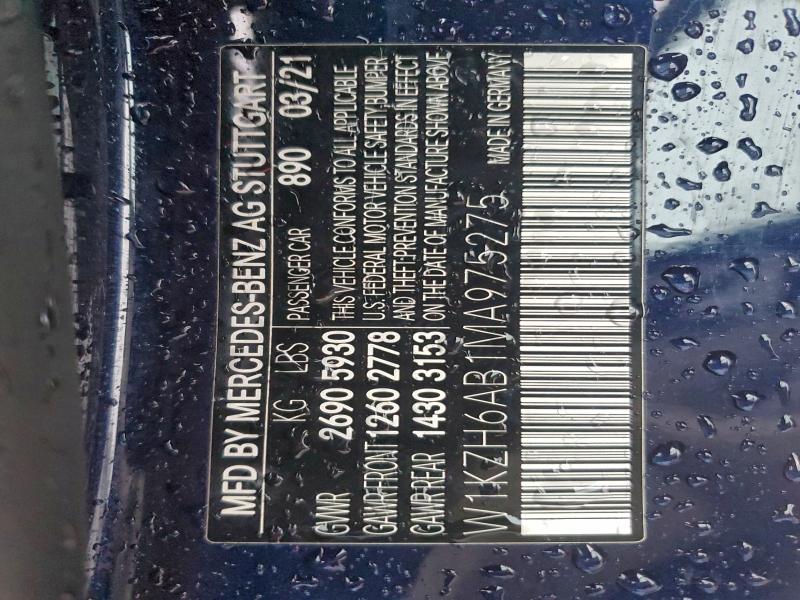 MFD BY MERCEDES-BENZ AG STUTTGART
KG LBS PASSENGER CAR 890 03/21
GVWR 2690 5930 THIS VEHICLE CONFORMS TO ALL APPLICABLE
GAWR FRONT 1260 2778 U.S. FEDERAL MOTOR VEHICLE SAFETY, BUMPER
GAWR REAR 1430 3153 AND THEFT PREVENTION STANDARDS IN EFFECT
ON THE DATE OF MANUFACTURE SHOWN ABOVE
W1KZH6AB1MA975275 MADE IN GERMANY